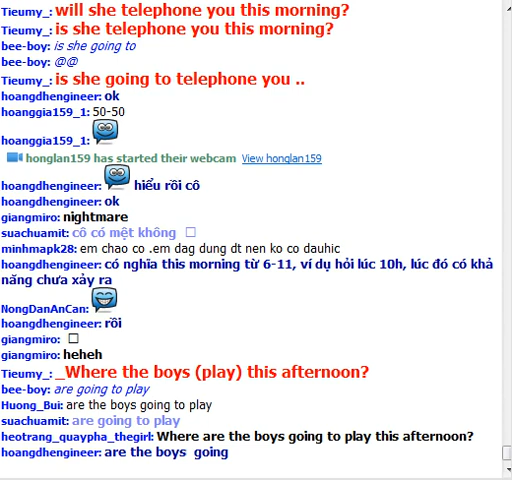 Tieumy_: will she telephone you this morning?
Tieumy_: is she telephone you this morning?
bee-boy: is she going to
bee-boy: @@
Tieumy_: is she going to telephone you ..
hoangdhengineer: ok
hoanggia159_1: 50-50
hoanggia159_1:
honglan159 has started their webcam View honglan159
hoangdhengineer: hiểu rồi cô
hoangdhengineer: ok
giangmiro: nightmare
suachuamit: cô có mệt không □
minhmapk28: em chao co .em dag dung dt nen ko co dauhic
hoangdhengineer: có nghĩa this morning từ 6-11, ví dụ hỏi lúc 10h, lúc đó có khả
năng chưa xảy ra
NongDanAnCan:
hoangdhengineer: rồi
giangmiro: □
giangmiro: heheh
Tieumy_: _Where the boys (play) this afternoon?
bee-boy: are going to play
Huong_Bui: are the boys going to play
suachuamit: are going to play
heotrang_quaypha_thegirl: Where are the boys going to play this afternoon?
hoangdhengineer: are the boys  going